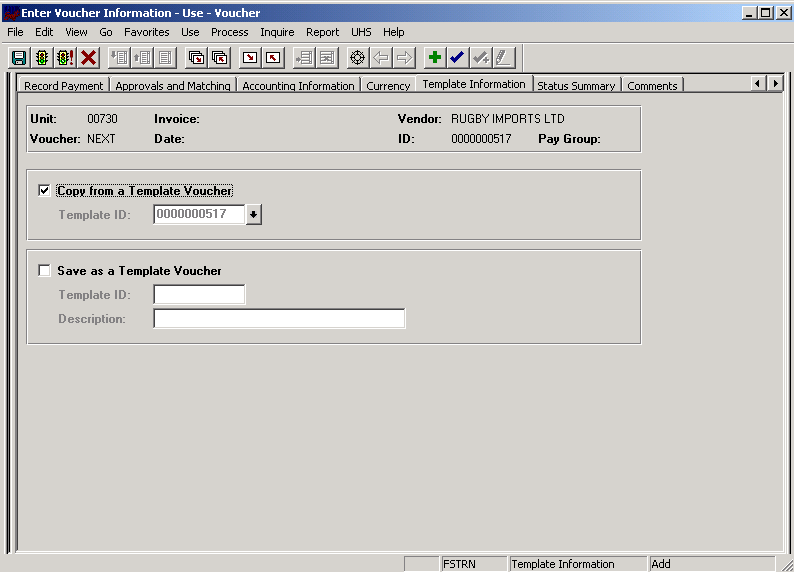 Enter Voucher Information - Use - Voucher
File Edit View Go Favorites Use Process Inquire Report UHS Help
Record Payment Approvals and Matching Accounting Information Currency Template Information Status Summary Comments
Unit: 00730 Invoice: Vendor: RUGBY IMPORTS LTD
Voucher: NEXT Date: ID: 0000000517 Pay Group:
Copy from a Template Voucher
Template ID: 0000000517
Save as a Template Voucher
Template ID:
Description:
FSTRN Template Information Add